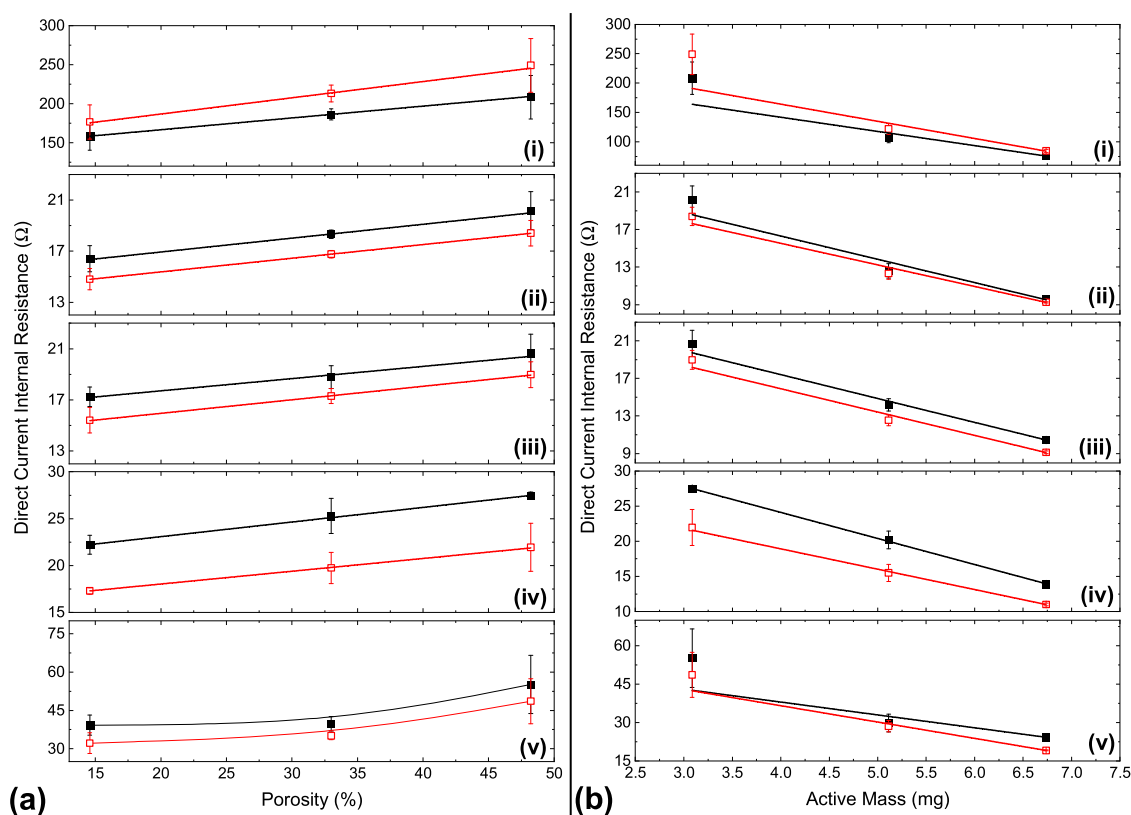 Direct Current Internal Resistance (Ω)
300
250
200
150
(i)
21
17
13
(ii)
21
17
13
(iii)
30
25
20
15
(iv)
75
60
45
30
(v)
15 20 25 30 35 40 45 50
Porosity (%)
(a)
Direct Current Internal Resistance (Ω)
300
250
200
150
100
(i)
21
17
13
9
(ii)
21
17
13
9
(iii)
30
25
20
15
10
(iv)
60
45
30
15
(v)
2.5 3.0 3.5 4.0 4.5 5.0 5.5 6.0 6.5 7.0 7.5
Active Mass (mg)
(b)